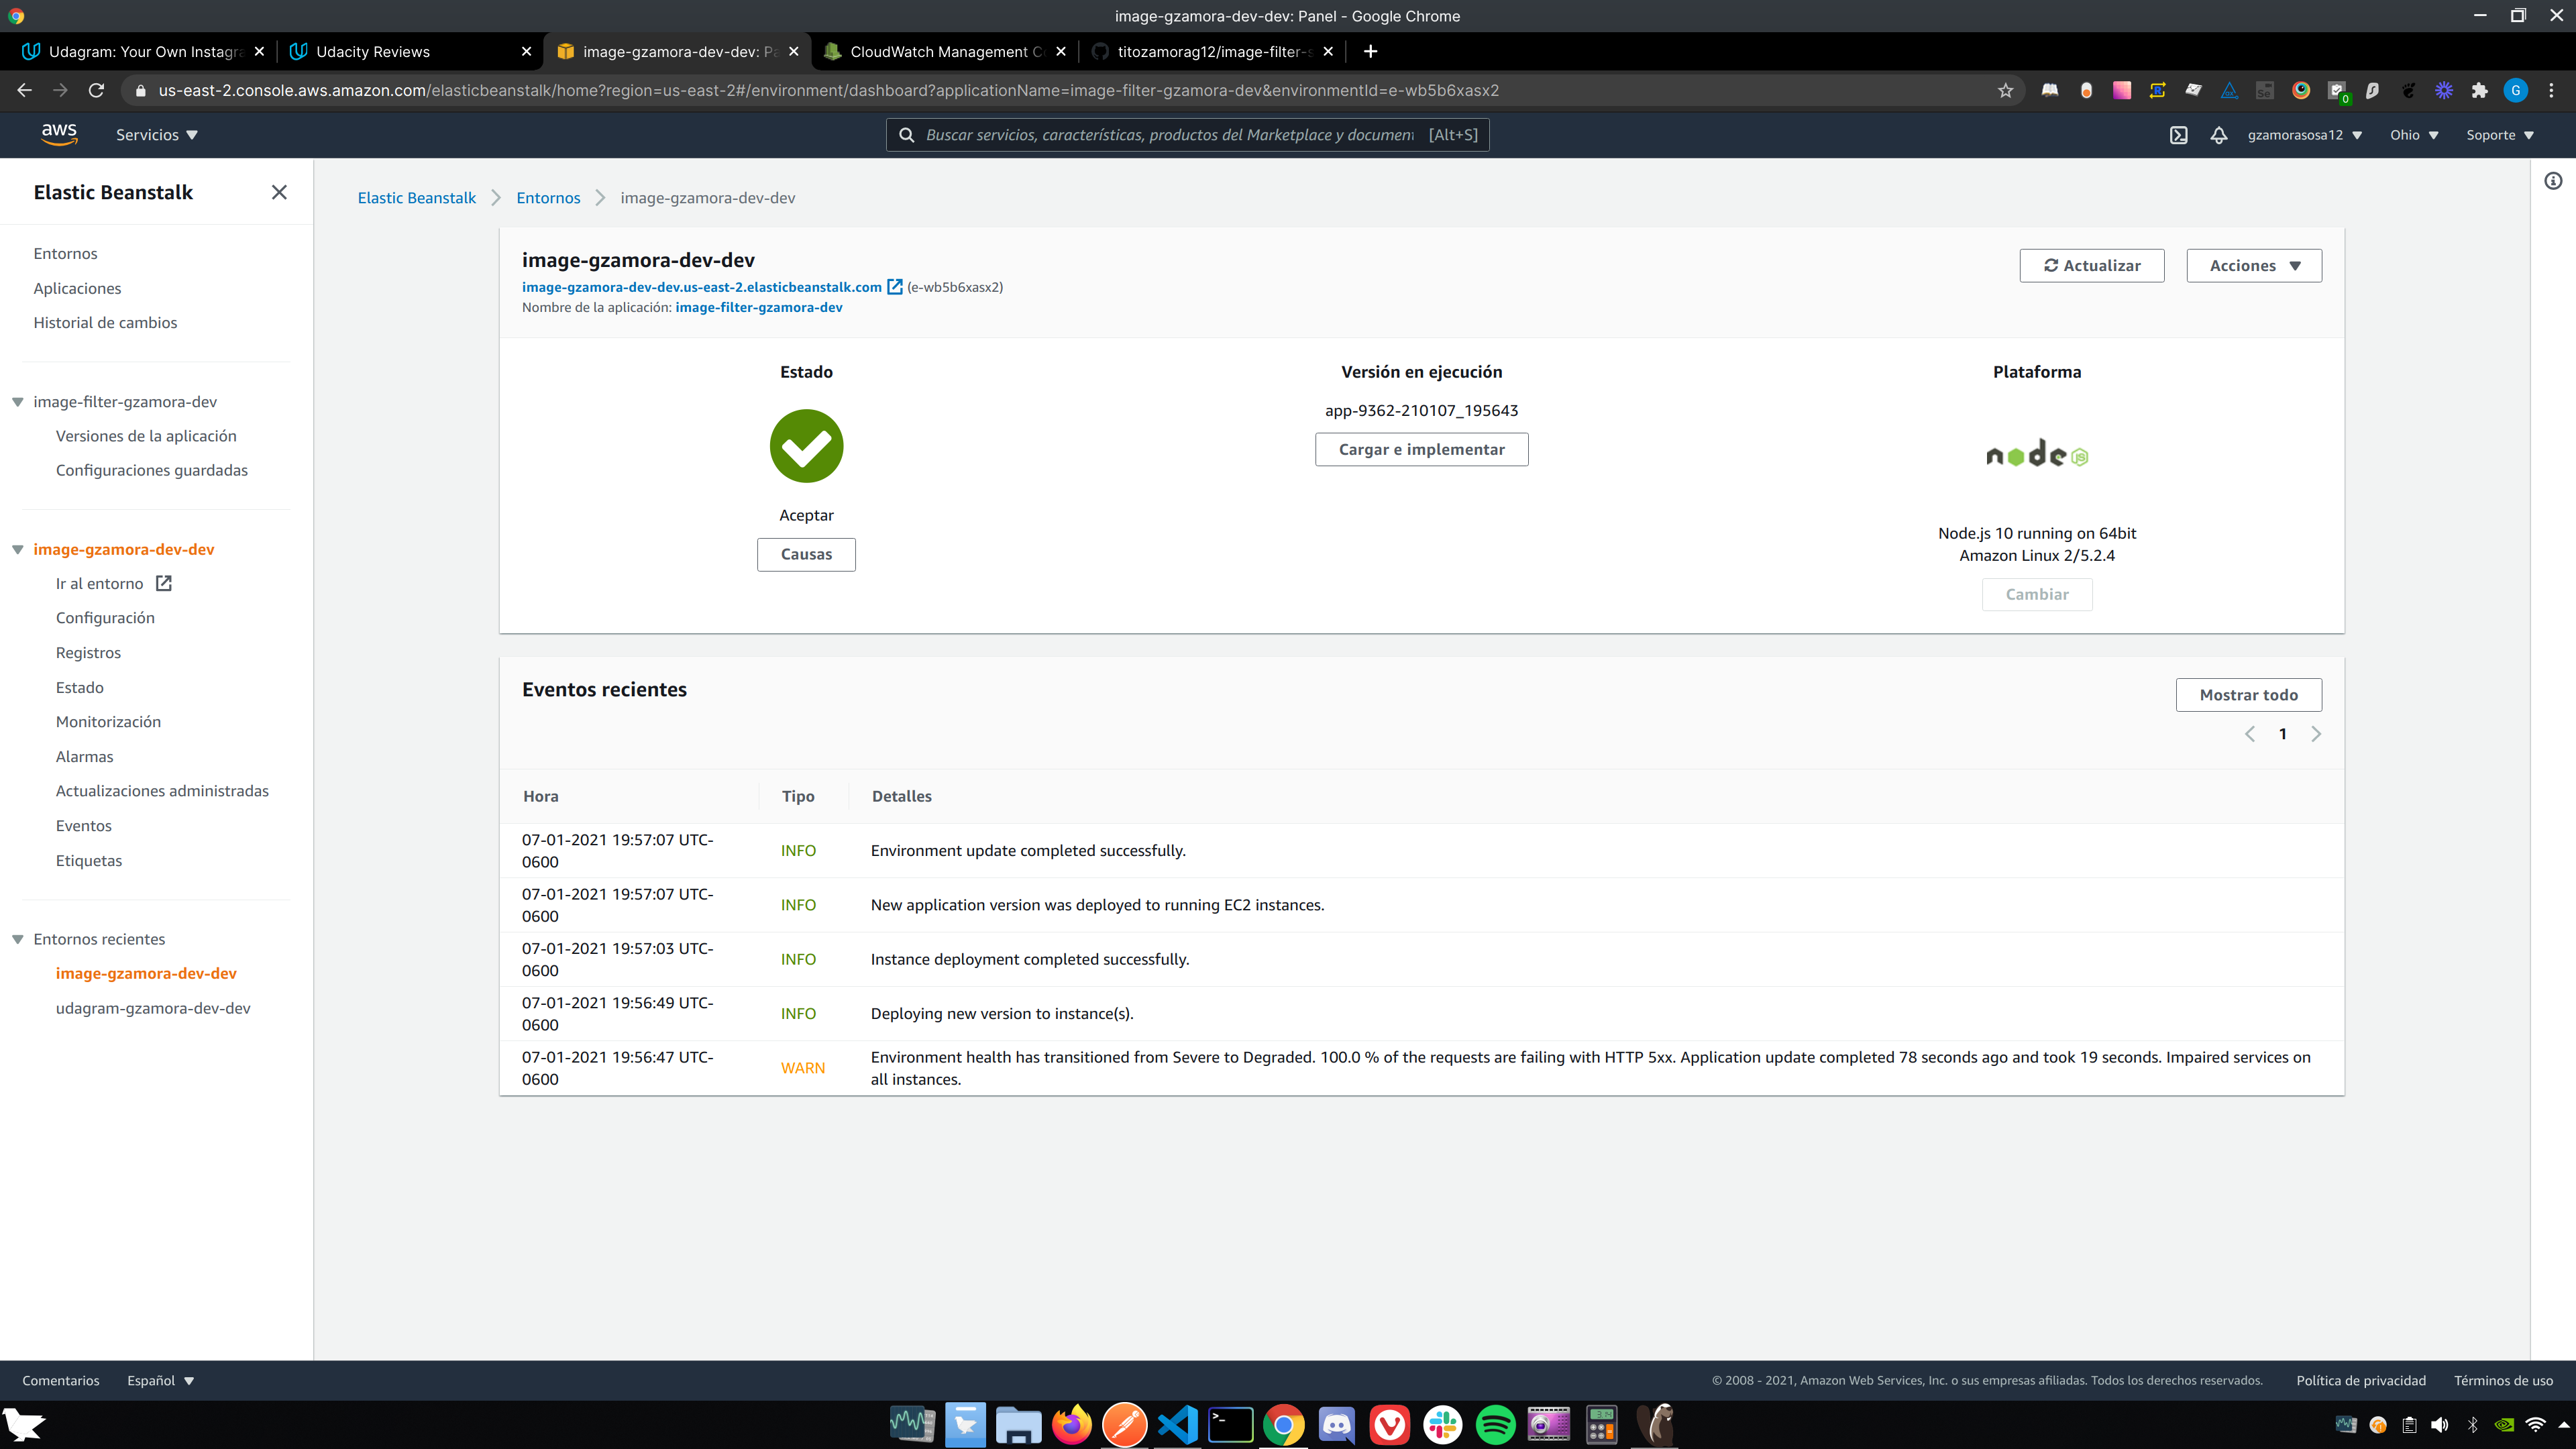 image-gzamora-dev-dev: Panel - Google Chrome
Udagram: Your Own Instagra
Udacity Reviews
image-gzamora-dev-dev: Pa
CloudWatch Management Co
titozamorag12/image-filter-s
us-east-2.console.aws.amazon.com/elasticbeanstalk/home?region=us-east-2#/environment/dashboard?applicationName=image-filter-gzamora-dev&environmentId=e-wb5b6xasx2
0
G
aws
Servicios
Buscar servicios, características, productos del Marketplace y document [Alt+S]
gzamorasosa12
Ohio
Soporte
Elastic Beanstalk
Entornos
Aplicaciones
Historial de cambios
image-filter-gzamora-dev
Versiones de la aplicación
Configuraciones guardadas
image-gzamora-dev-dev
Ir al entorno
Configuración
Registros
Estado
Monitorización
Alarmas
Actualizaciones administradas
Eventos
Etiquetas
Entornos recientes
image-gzamora-dev-dev
udagram-gzamora-dev-dev
Elastic Beanstalk
Entornos
image-gzamora-dev-dev
image-gzamora-dev-dev
image-gzamora-dev-dev.us-east-2.elasticbeanstalk.com (e-wb5b6xasx2)
Nombre de la aplicación: image-filter-gzamora-dev
Actualizar
Acciones
Estado
Aceptar
Causas
Versión en ejecución
app-9362-210107_195643
Cargar e implementar
Plataforma
node JS
Node.js 10 running on 64bit
Amazon Linux 2/5.2.4
Cambiar
Eventos recientes
Mostrar todo
1
Hora Tipo Detalles
07-01-2021 19:57:07 UTC-
0600
INFO
Environment update completed successfully.
07-01-2021 19:57:07 UTC-
0600
INFO
New application version was deployed to running EC2 instances.
07-01-2021 19:57:03 UTC-
0600
INFO
Instance deployment completed successfully.
07-01-2021 19:56:49 UTC-
0600
INFO
Deploying new version to instance(s).
07-01-2021 19:56:47 UTC-
0600
WARN
Environment health has transitioned from Severe to Degraded. 100.0 % of the requests are failing with HTTP 5xx. Application update completed 78 seconds ago and took 19 seconds. Impaired services on
all instances.
Comentarios
Español
© 2008 - 2021, Amazon Web Services, Inc. o sus empresas afiliadas. Todos los derechos reservados.
Política de privacidad
Términos de uso